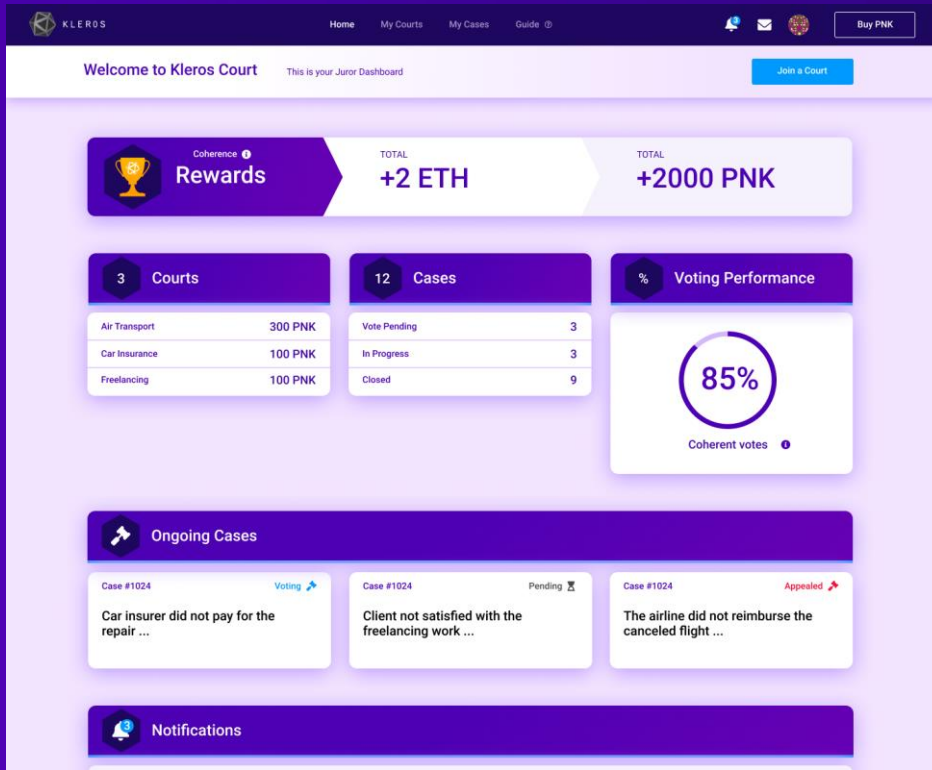 KLEROS
Home My Courts My Cases Guide
3
Buy PNK
Welcome to Kleros Court This is your Juror Dashboard
Join a Court
Coherence
Rewards
TOTAL
+2 ETH
TOTAL
+2000 PNK
3 Courts
Air Transport 300 PNK
Car Insurance 100 PNK
Freelancing 100 PNK
12 Cases
Vote Pending 3
In Progress 3
Closed 9
% Voting Performance
85%
Coherent votes
Ongoing Cases
Case #1024 Voting
Car insurer did not pay for the
repair ...
Case #1024 Pending
Client not satisfied with the
freelancing work ...
Case #1024 Appealed
The airline did not reimburse the
canceled flight ...
3
Notifications